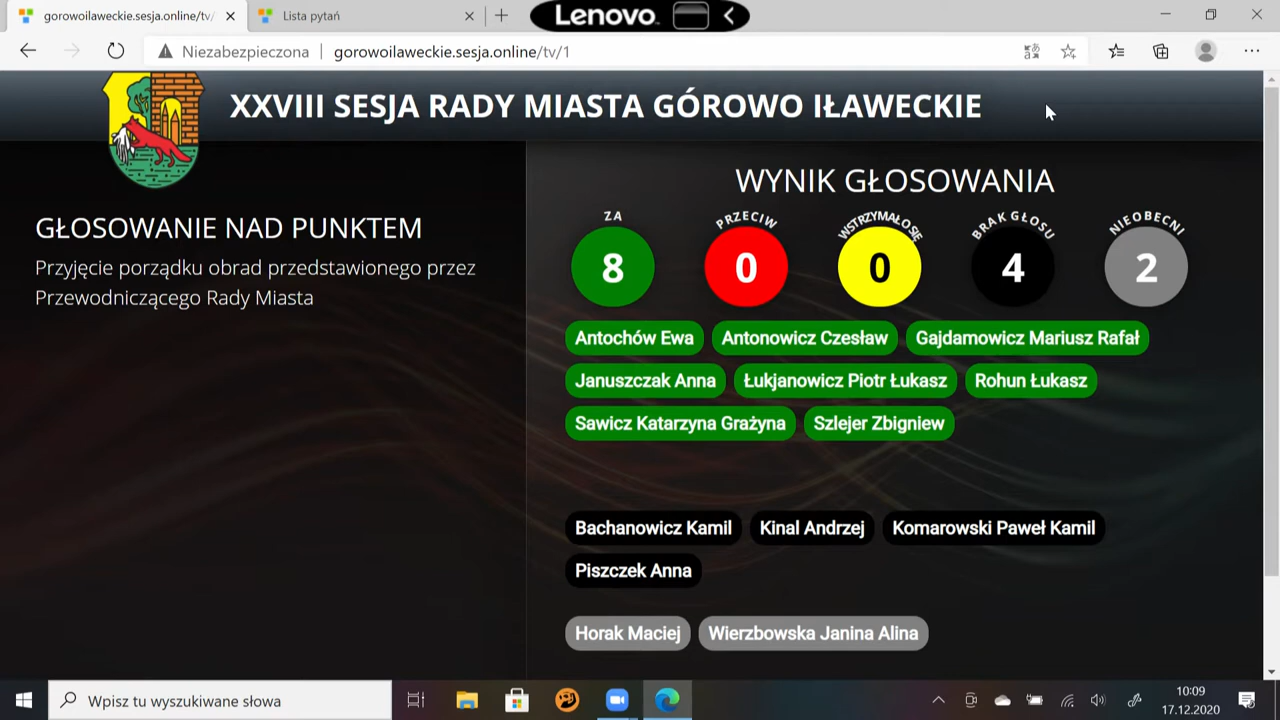 gorowoilaweckie.sesja.online/tv/
Lista pytań
Lenovo
Niezabezpieczona
gorowoilaweckie.sesja.online/tv/1
XXVIII SESJA RADY MIASTA GÓROWO IŁAWECKIE
GŁOSOWANIE NAD PUNKTEM
Przyjęcie porządku obrad przedstawionego przez
Przewodniczącego Rady Miasta
WYNIK GŁOSOWANIA
ZA PRZECIW WSTRZYMAŁO SIĘ BRAK GŁOSU NIEOBECNI
8 0 0 4 2
Antochów Ewa Antonowicz Czesław Gajdamowicz Mariusz Rafał
Januszczak Anna Łukjanowicz Piotr Łukasz Rohun Łukasz
Sawicz Katarzyna Grażyna Szlejer Zbigniew
Bachanowicz Kamil Kinal Andrzej Komarowski Paweł Kamil
Piszczek Anna
Horak Maciej Wierzbowska Janina Alina
Wpisz tu wyszukiwane słowa
10:09
17.12.2020